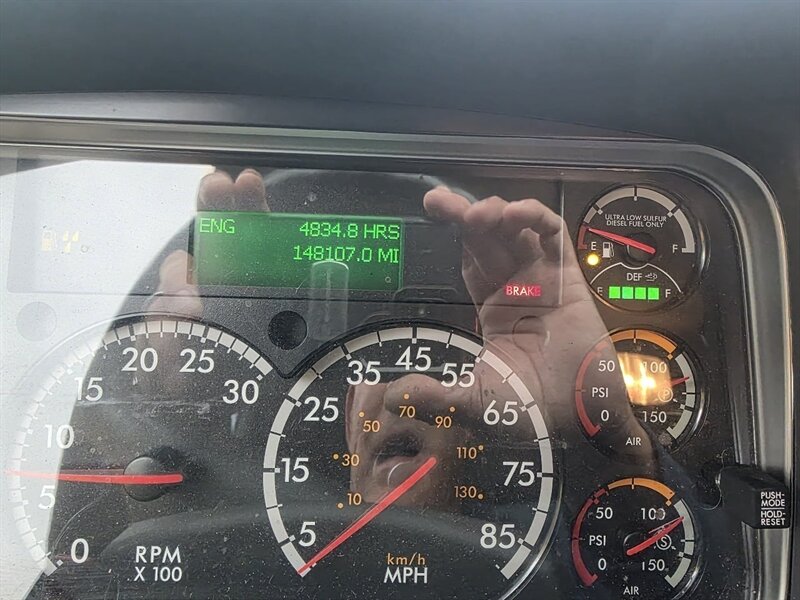 ENG 4834.8 HRS
148107.0 MI
BRAKE
ULTRA LOW SULFUR
DIESEL FUEL ONLY
E F
DEF
E F
0 5 10 15 20 25 30
RPM
X 100
5 15 25 35 45 55 65 75 85
10 30 50 70 90 110 130
km/h
MPH
0 50 100 150
PSI
P
AIR
0 50 100 150
PSI
S
AIR
PUSH-
MODE
HOLD-
RESET